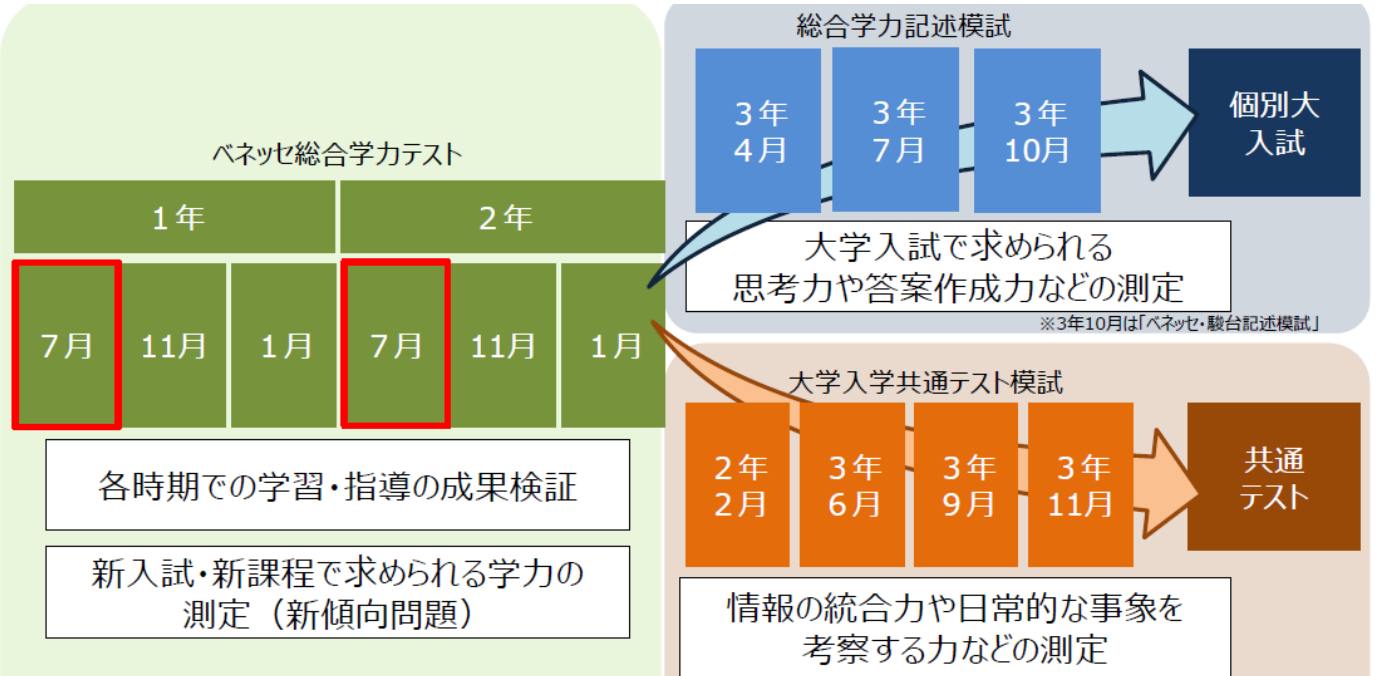 ベネッセ総合学力テスト
1年
2年
7月
11月
1月
7月
11月
1月
各時期での学習・指導の成果検証
新入試・新課程で求められる学力の
測定（新傾向問題）
総合学力記述模試
3年
4月
3年
7月
3年
10月
個別大
入試
大学入試で求められる
思考力や答案作成力などの測定
※3年10月は「ベネッセ・駿台記述模試」
大学入学共通テスト模試
2年
2月
3年
6月
3年
9月
3年
11月
共通
テスト
情報の統合力や日常的な事象を
考察する力などの測定